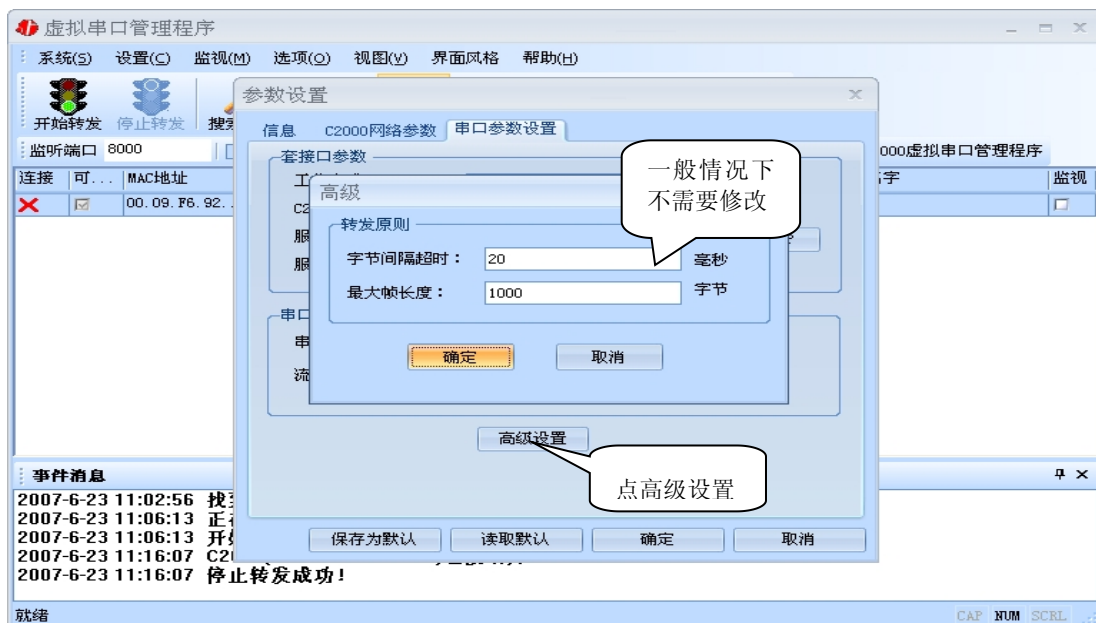 虚拟串口管理程序
系统(S) 设置(C) 监视(M) 选项(O) 视图(V) 界面风格 帮助(H)
开始转发 停止转发
监听端口 8000 000虚拟串口管理程序
连接 可... MAC地址 字 监视
00.09.F6.92.
参数设置
信息 C2000网络参数 串口参数设置
套接口参数
高级
转发原则
字节间隔超时： 20 毫秒
最大帧长度： 1000 字节
确定 取消
一般情况下
不需要修改
高级设置
点高级设置
保存为默认 读取默认 确定 取消
事件消息
2007-6-23 11:02:56
2007-6-23 11:06:13
2007-6-23 11:06:13
2007-6-23 11:16:07
2007-6-23 11:16:07 停止转发成功!
就绪 CAP NUM SCRL